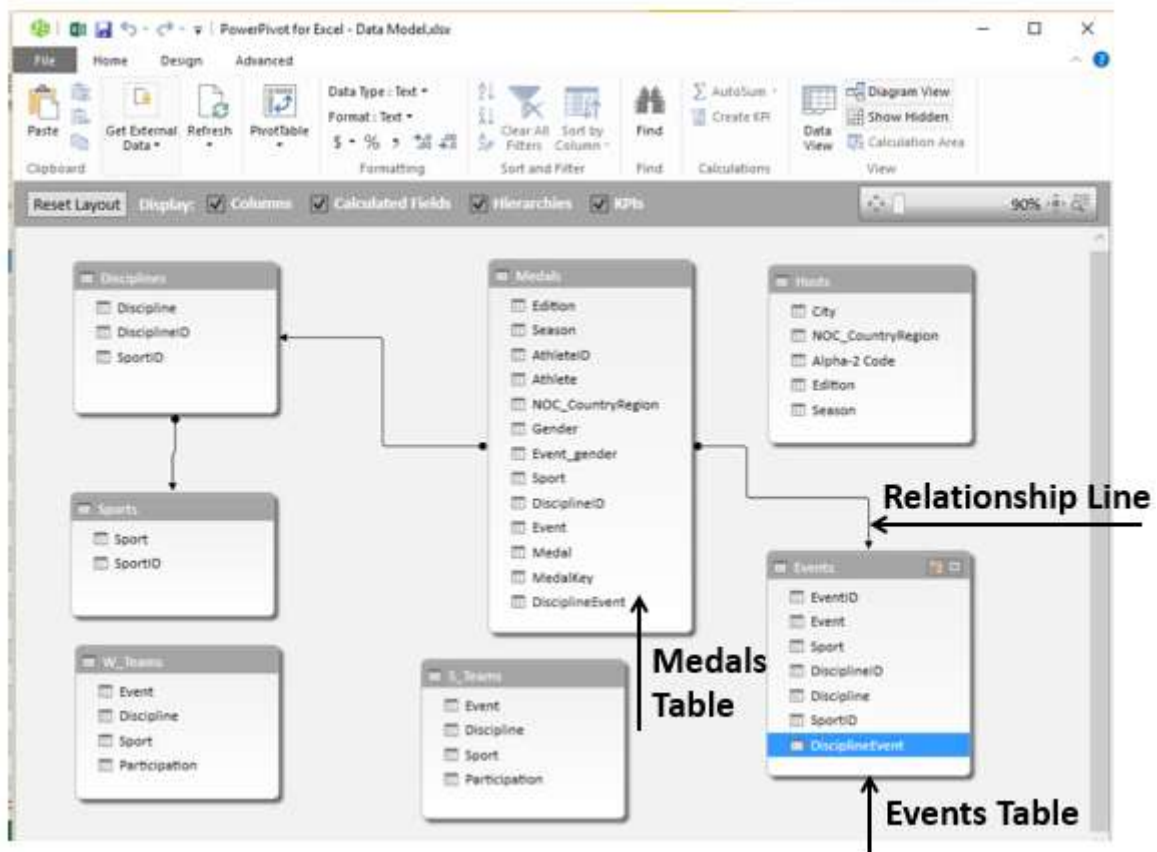 PowerPivot for Excel - Data Model.xlsx
File Home Design Advanced
Paste
Get External Data
Refresh
PivotTable
Data Type : Text
Format : Text
$ % ,
Clear All Filters
Sort by Column
Find
AutoSum
Create KPI
Data View
Diagram View
Show Hidden
Calculation Area
Clipboard
Formatting
Sort and Filter
Find
Calculations
View
Reset Layout Display: Columns Calculated Fields Hierarchies KPIs 90%
Disciplines
Discipline
DisciplineID
SportID
Medals
Edition
Season
AthleteID
Athlete
NOC_CountryRegion
Gender
Event_gender
Sport
DisciplineID
Event
Medal
MedalKey
DisciplineEvent
Hosts
City
NOC_CountryRegion
Alpha-2 Code
Edition
Season
Relationship Line
Sports
Sport
SportID
Events
EventID
Event
Sport
DisciplineID
Discipline
SportID
DisciplineEvent
W_Teams
Event
Discipline
Sport
Participation
S_Teams
Event
Discipline
Sport
Participation
Medals
Table
Events Table